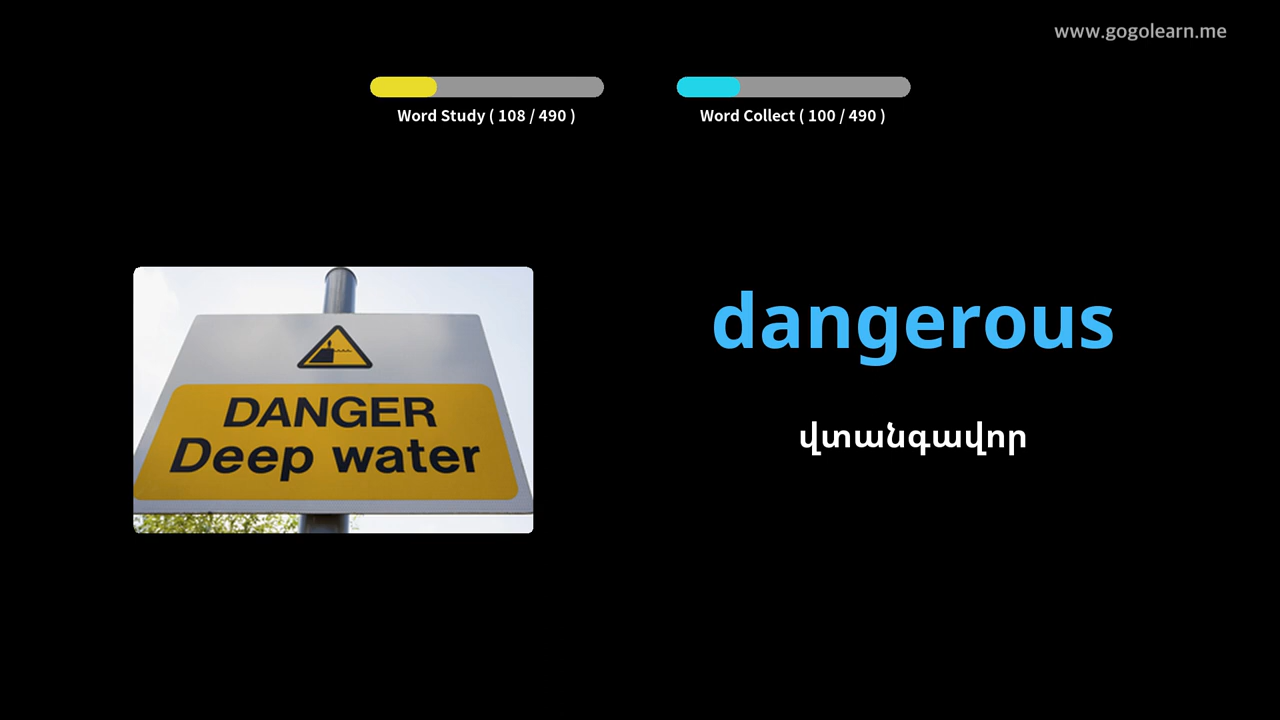 www.gogolearn.me
Word Study ( 108 / 490 )
Word Collect ( 100 / 490 )
DANGER
Deep water
dangerous
վտանգավոր